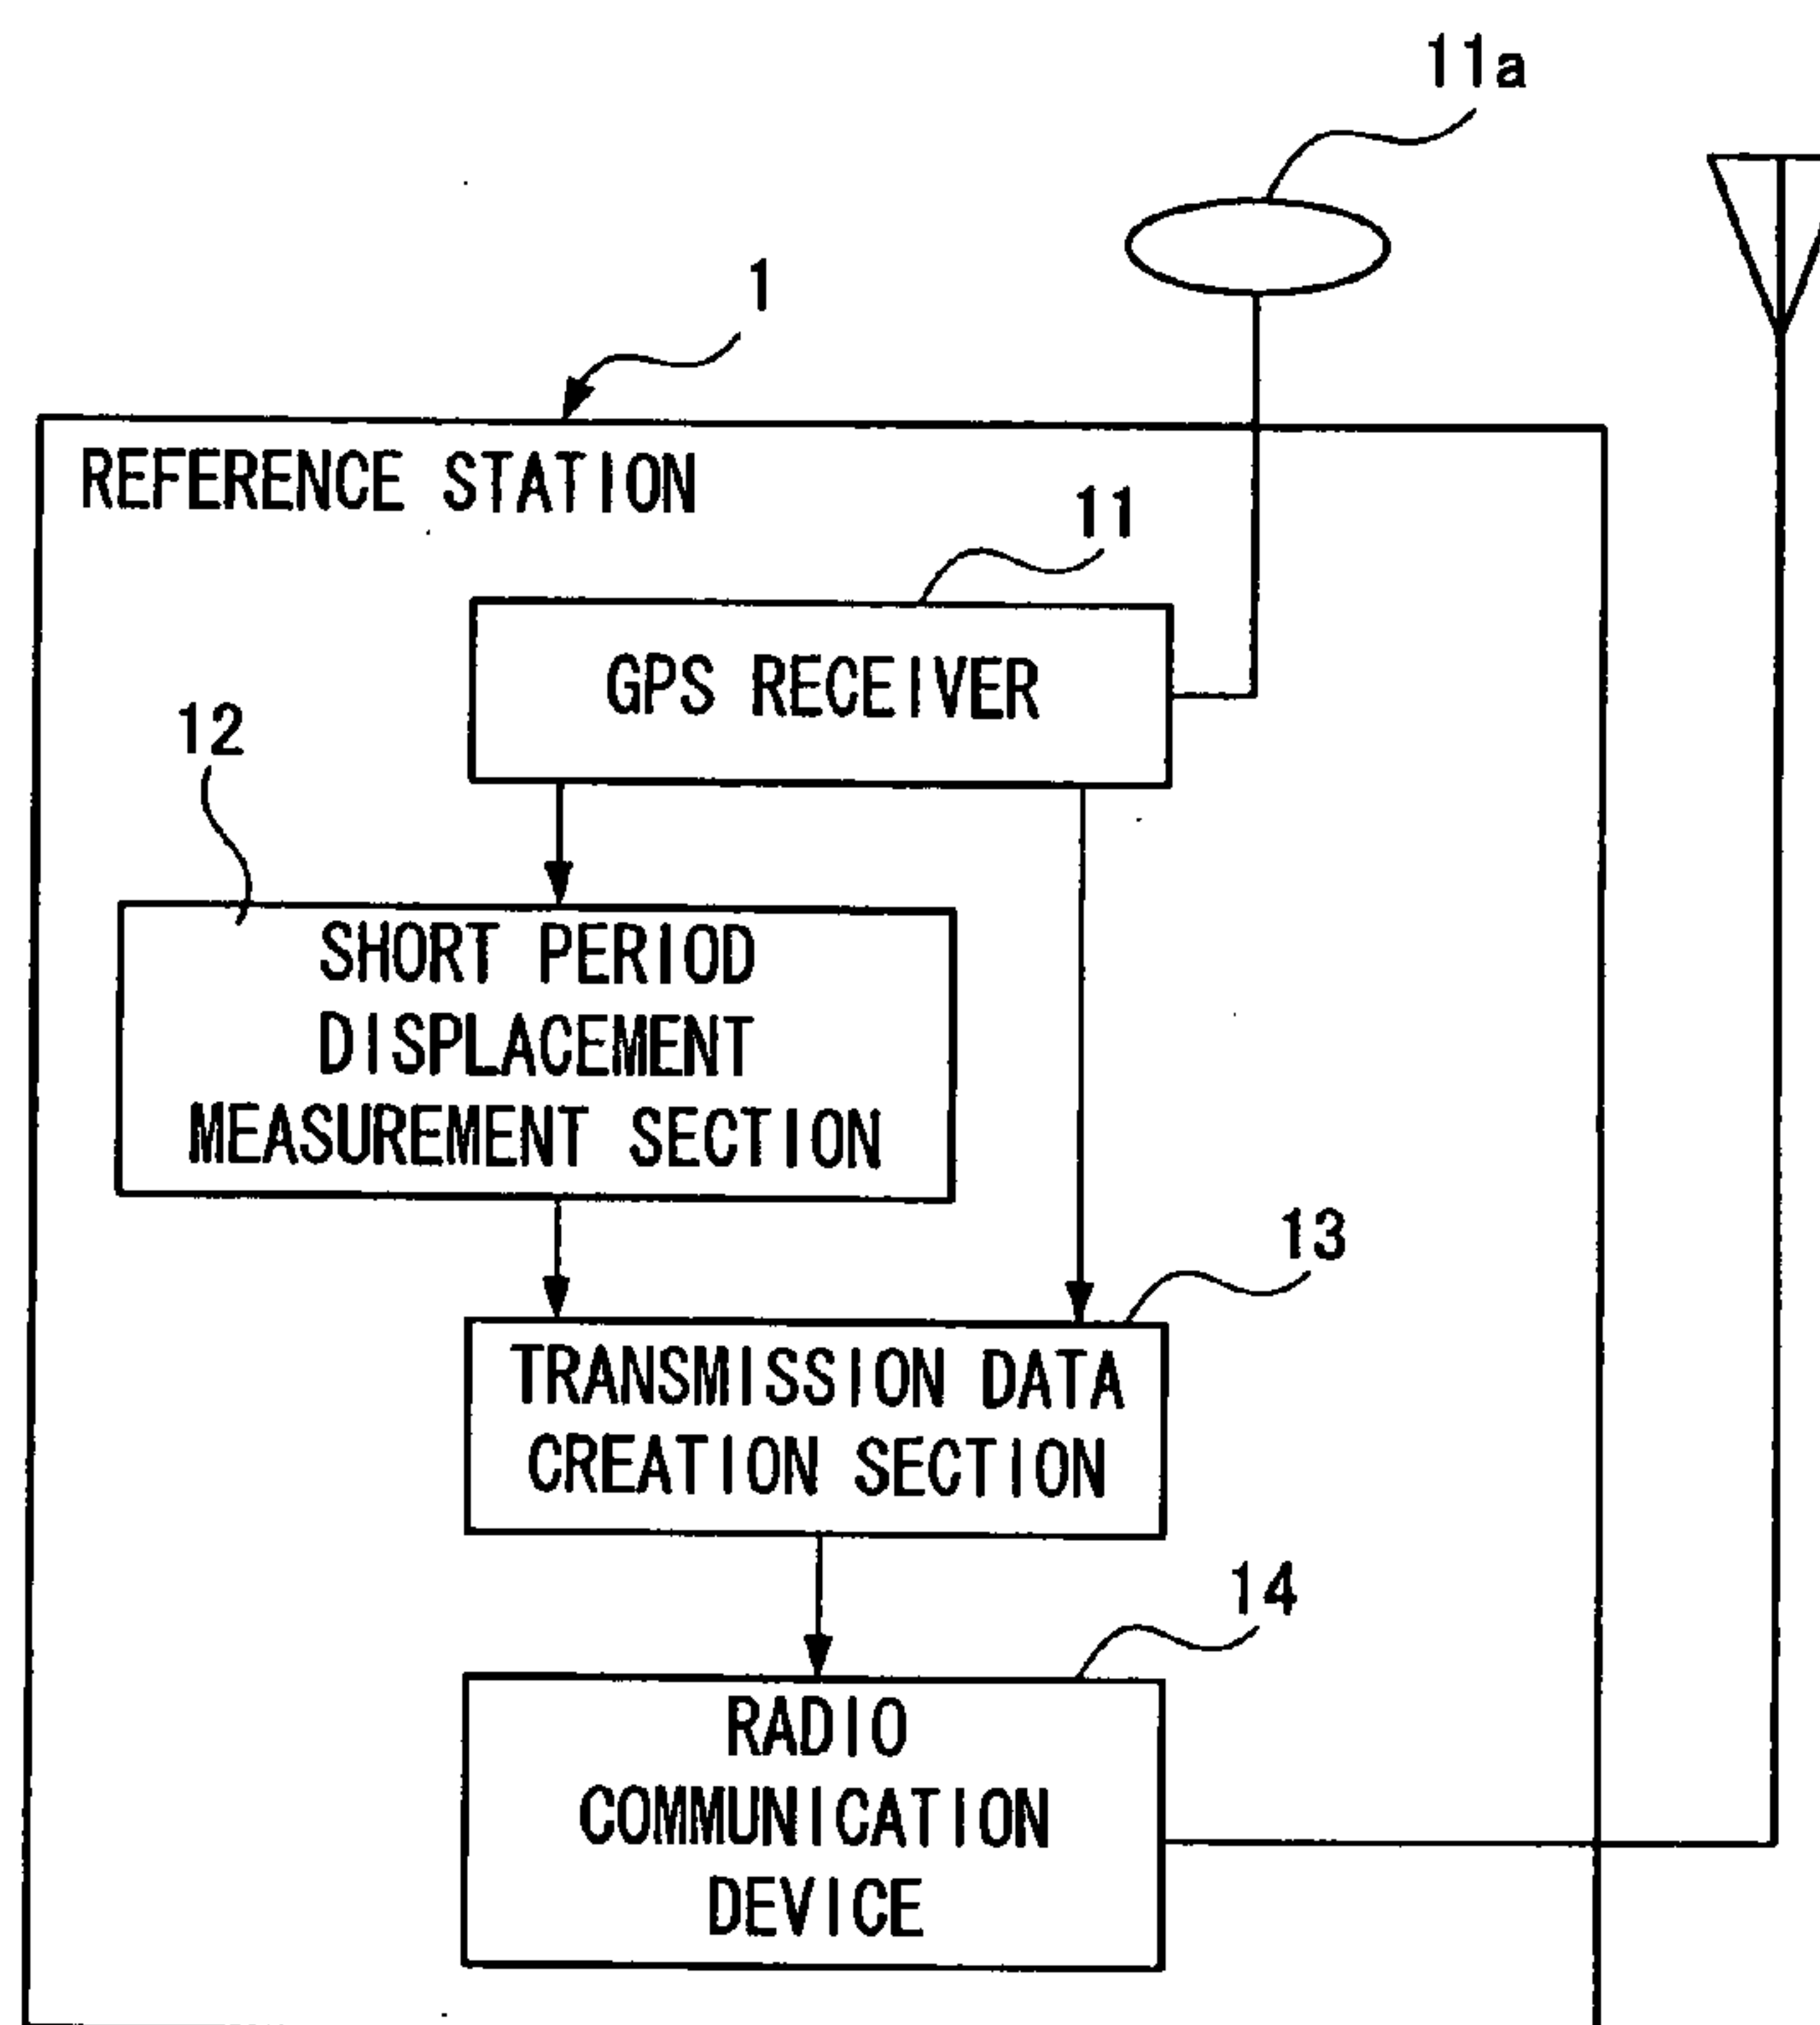 11a
1
REFERENCE STATION
11
GPS RECEIVER
12
SHORT PERIOD
DISPLACEMENT
MEASUREMENT SECTION
13
TRANSMISSION DATA
CREATION SECTION
14
RADIO
COMMUNICATION
DEVICE